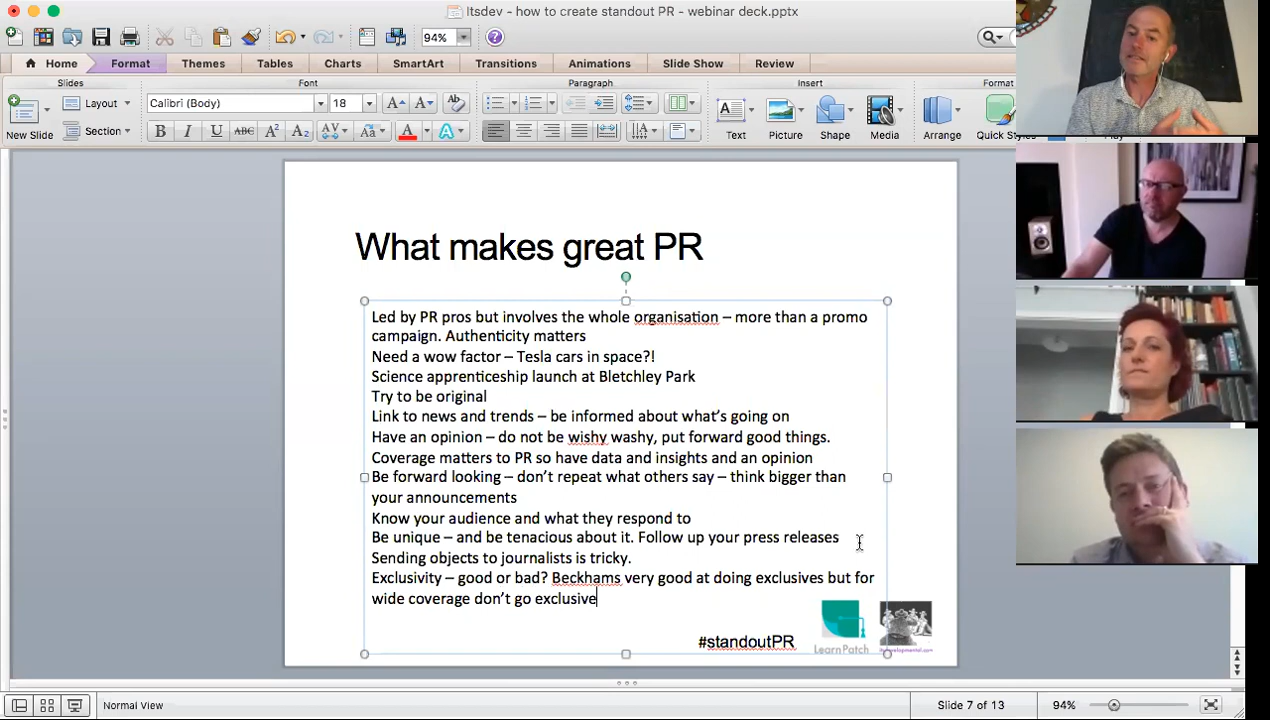 Itsdev - how to create standout PR - webinar deck.pptx
94%
Home Format Themes Tables Charts SmartArt Transitions Animations Slide Show Review
Slides Font Paragraph Insert Format
New Slide Layout Section Calibri (Body) 18 Text Picture Shape Media Arrange Quick Styles
What makes great PR
Led by PR pros but involves the whole organisation – more than a promo
campaign. Authenticity matters
Need a wow factor – Tesla cars in space?!
Science apprenticeship launch at Bletchley Park
Try to be original
Link to news and trends – be informed about what's going on
Have an opinion – do not be wishy washy, put forward good things.
Coverage matters to PR so have data and insights and an opinion
Be forward looking – don't repeat what others say – think bigger than
your announcements
Know your audience and what they respond to
Be unique – and be tenacious about it. Follow up your press releases
Sending objects to journalists is tricky.
Exclusivity – good or bad? Beckhams very good at doing exclusives but for
wide coverage don't go exclusive
#standoutPR
LearnPatch
Normal View Slide 7 of 13 94%